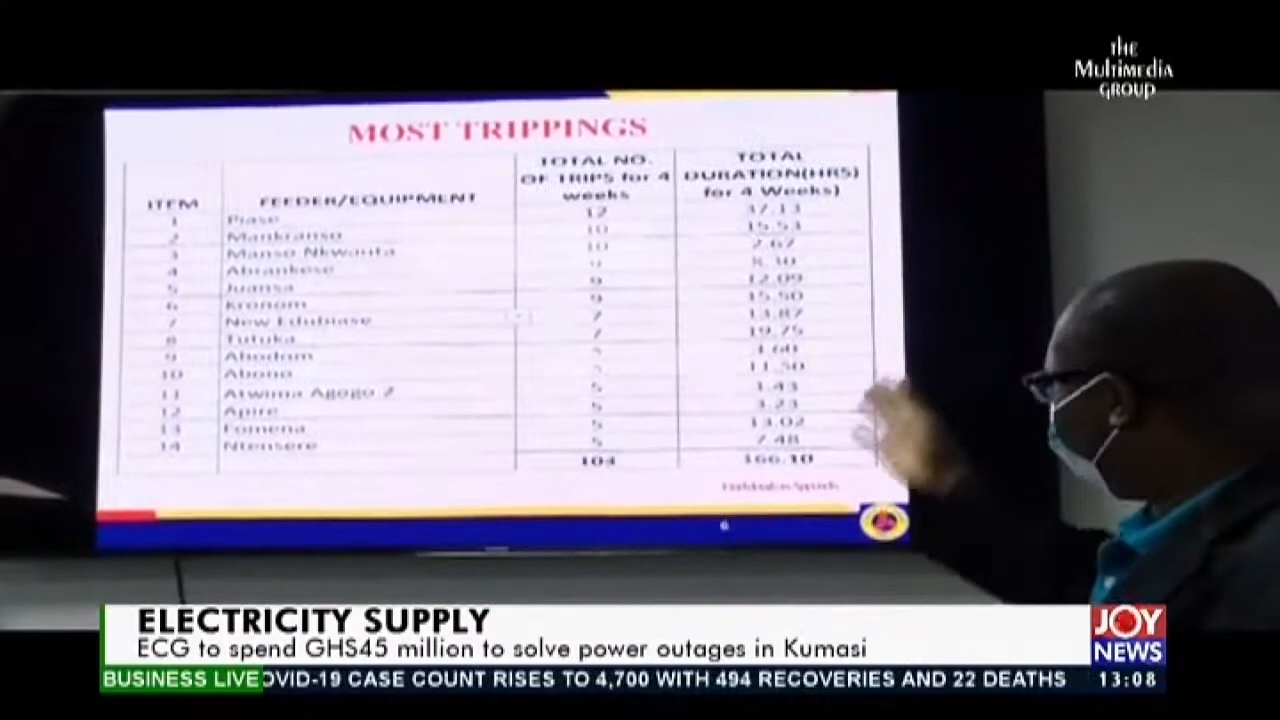 THE
MultiMEdiA
GROUP
MOST TRIPPINGS
ITEM FEEDER/EQUIPMENT TOTAL NO. OF TRIPS for 4 weeks TOTAL DURATION(HRS) for 4 Weeks)
1 Piase 12 37.13
2 Mankranso 10 15.53
3 Manso Nkwanta 10 2.67
4 Abrankese 9 8.30
5 Juansa 9 12.09
6 Kronom 9 15.50
7 New Edubiase 7 13.87
8 Tutuka 7 19.75
9 Abodom 5
10 Abono 5 11.50
11 Atwima Agogo 2 5 1.43
12 Apire 5 3.23
13 Fomena 5 13.02
14 Ntensere 5 7.48
103 166.10
6
ELECTRICITY SUPPLY
ECG to spend GHS45 million to solve power outages in Kumasi
JOY
NEWS
BUSINESS LIVE OVID-19 CASE COUNT RISES TO 4,700 WITH 494 RECOVERIES AND 22 DEATHS 13:08